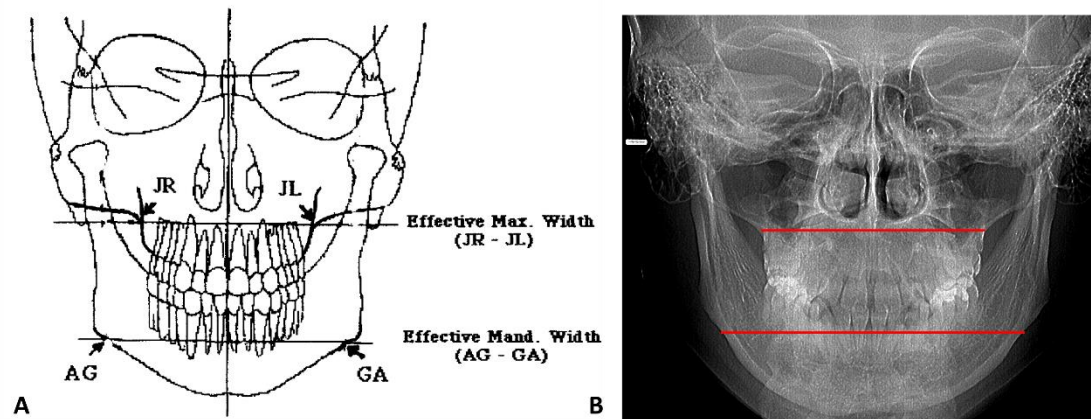 JR
JL
Effective Max. Width
(JR - JL)
Effective Mand. Width
(AG - GA)
AG
GA
A
B